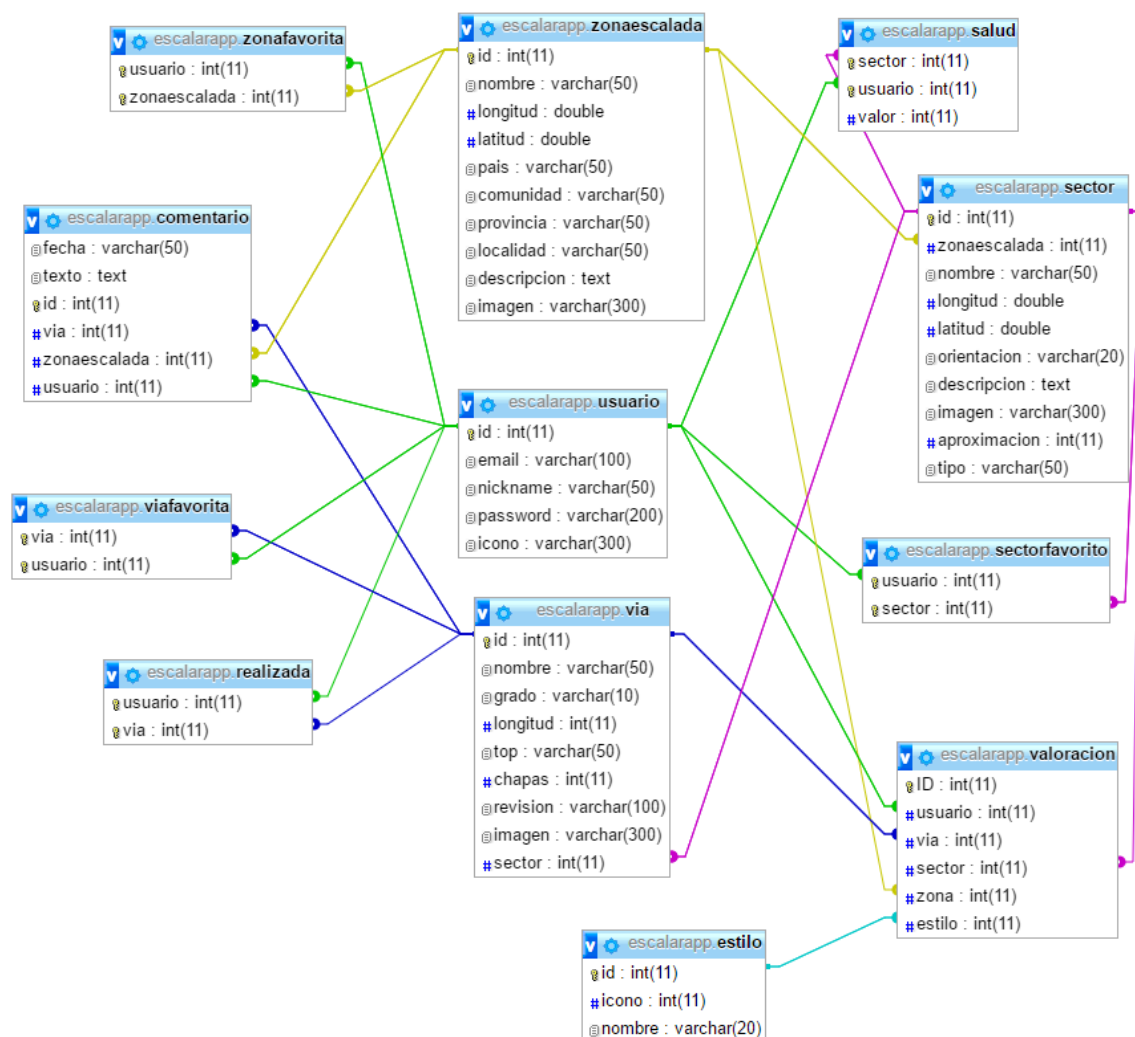 escalarapp.zonafavorita
usuario : int(11)
zonaescalada : int(11)
escalarapp.zonaescalada
id : int(11)
nombre : varchar(50)
longitud : double
latitud : double
pais : varchar(50)
comunidad : varchar(50)
provincia : varchar(50)
localidad : varchar(50)
descripcion : text
imagen : varchar(300)
escalarapp.salud
sector : int(11)
usuario : int(11)
valor : int(11)
escalarapp.comentario
fecha : varchar(50)
texto : text
id : int(11)
via : int(11)
zonaescalada : int(11)
usuario : int(11)
escalarapp.sector
id : int(11)
zonaescalada : int(11)
nombre : varchar(50)
longitud : double
latitud : double
orientacion : varchar(20)
descripcion : text
imagen : varchar(300)
aproximacion : int(11)
tipo : varchar(50)
escalarapp.usuario
id : int(11)
email : varchar(100)
nickname : varchar(50)
password : varchar(200)
icono : varchar(300)
escalarapp.viafavorita
via : int(11)
usuario : int(11)
escalarapp.sectorfavorito
usuario : int(11)
sector : int(11)
escalarapp.via
id : int(11)
nombre : varchar(50)
grado : varchar(10)
longitud : int(11)
top : varchar(50)
chapas : int(11)
revision : varchar(100)
imagen : varchar(300)
sector : int(11)
escalarapp.realizada
usuario : int(11)
via : int(11)
escalarapp.valoracion
ID : int(11)
usuario : int(11)
via : int(11)
sector : int(11)
zona : int(11)
estilo : int(11)
escalarapp.estilo
id : int(11)
icono : int(11)
nombre : varchar(20)